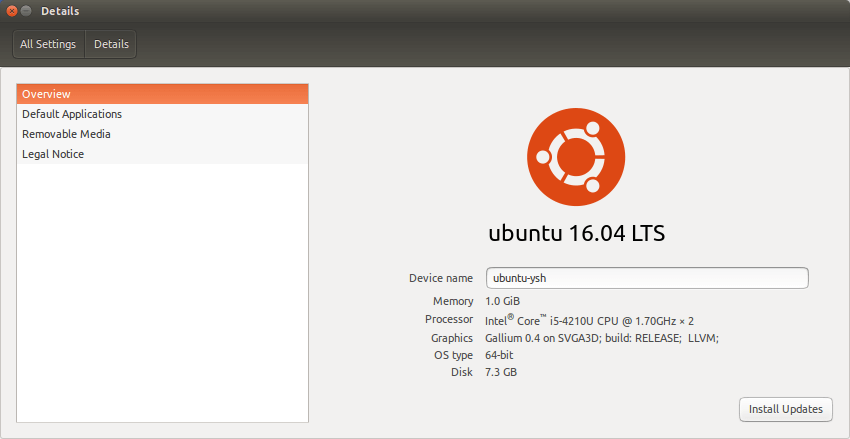 Details
All Settings Details
Overview
Default Applications
Removable Media
Legal Notice
ubuntu 16.04 LTS
Device name ubuntu-ysh
Memory 1.0 GiB
Processor Intel® Core™ i5-4210U CPU @ 1.70GHz × 2
Graphics Gallium 0.4 on SVGA3D; build: RELEASE;  LLVM;
OS type 64-bit
Disk 7.3 GB
Install Updates